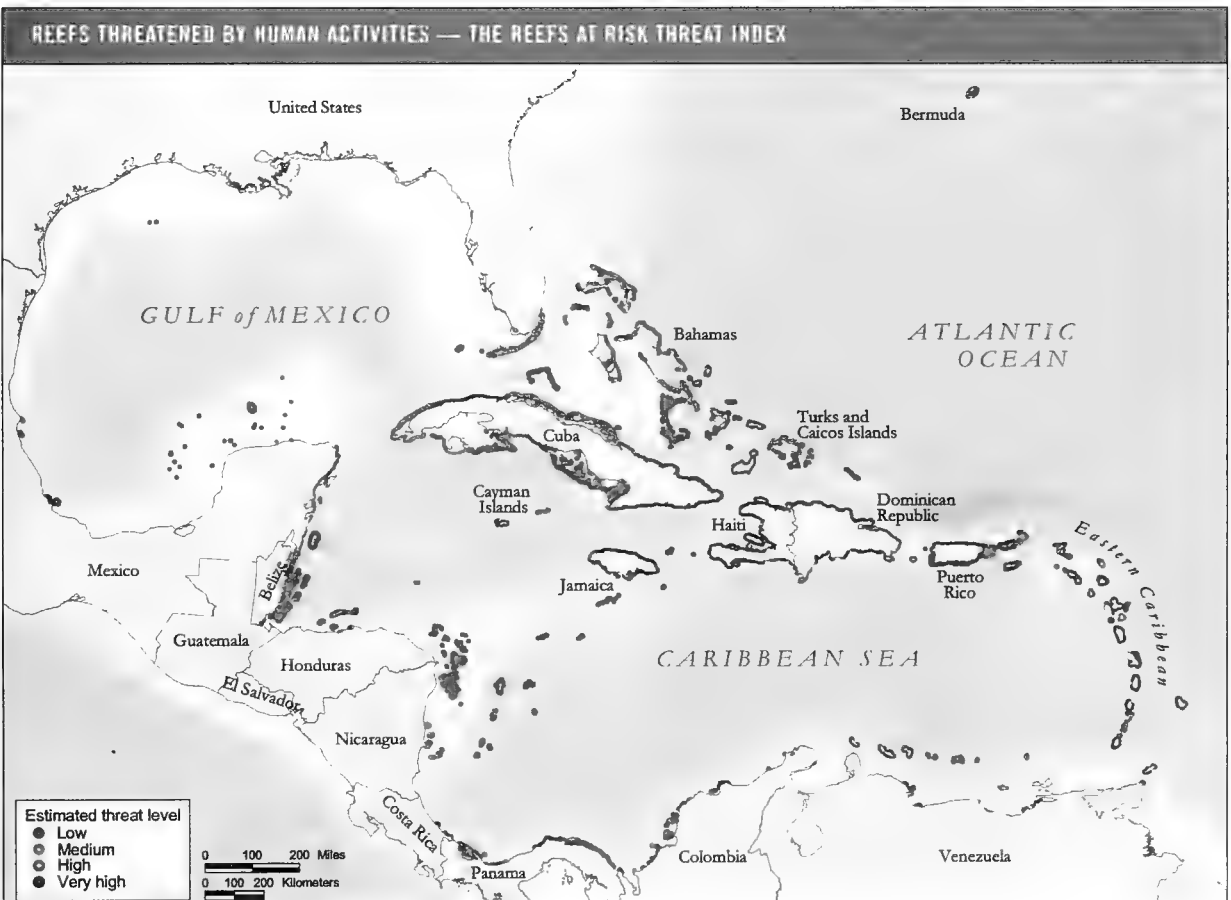 REEFS THREATENED BY HUMAN ACTIVITIES — THE REEFS AT RISK THREAT INDEX
United States
Bermuda
GULF of MEXICO
Bahamas
ATLANTIC
OCEAN
Turks and
Caicos Islands
Cuba
Cayman
Islands
Haiti
Dominican
Republic
Mexico
Belize
Jamaica
Puerto
Rico
Eastern Caribbean
Guatemala
Honduras
CARIBBEAN SEA
El Salvador
Nicaragua
Costa Rica
Panama
Colombia
Venezuela
Estimated threat level
Low
Medium
High
Very high
0 100 200 Miles
0 100 200 Kilometers